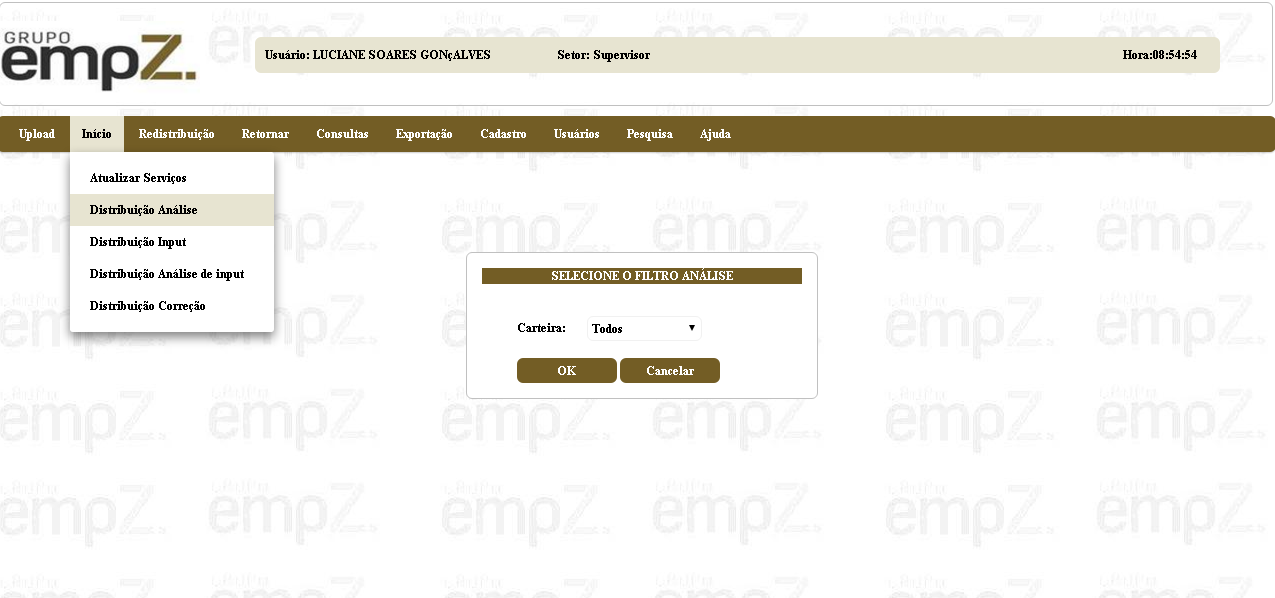 GRUPO
empZ.
Usuário: LUCIANE SOARES GONçALVES Setor: Supervisor Hora:08:54:54
Upload Início Redistribuição Retornar Consultas Exportação Cadastro Usuários Pesquisa Ajuda
Atualizar Serviços
Distribuição Análise
Distribuição Input
Distribuição Análise de input
Distribuição Correção
SELECIONE O FILTRO ANÁLISE
Carteira: Todos
OK Cancelar